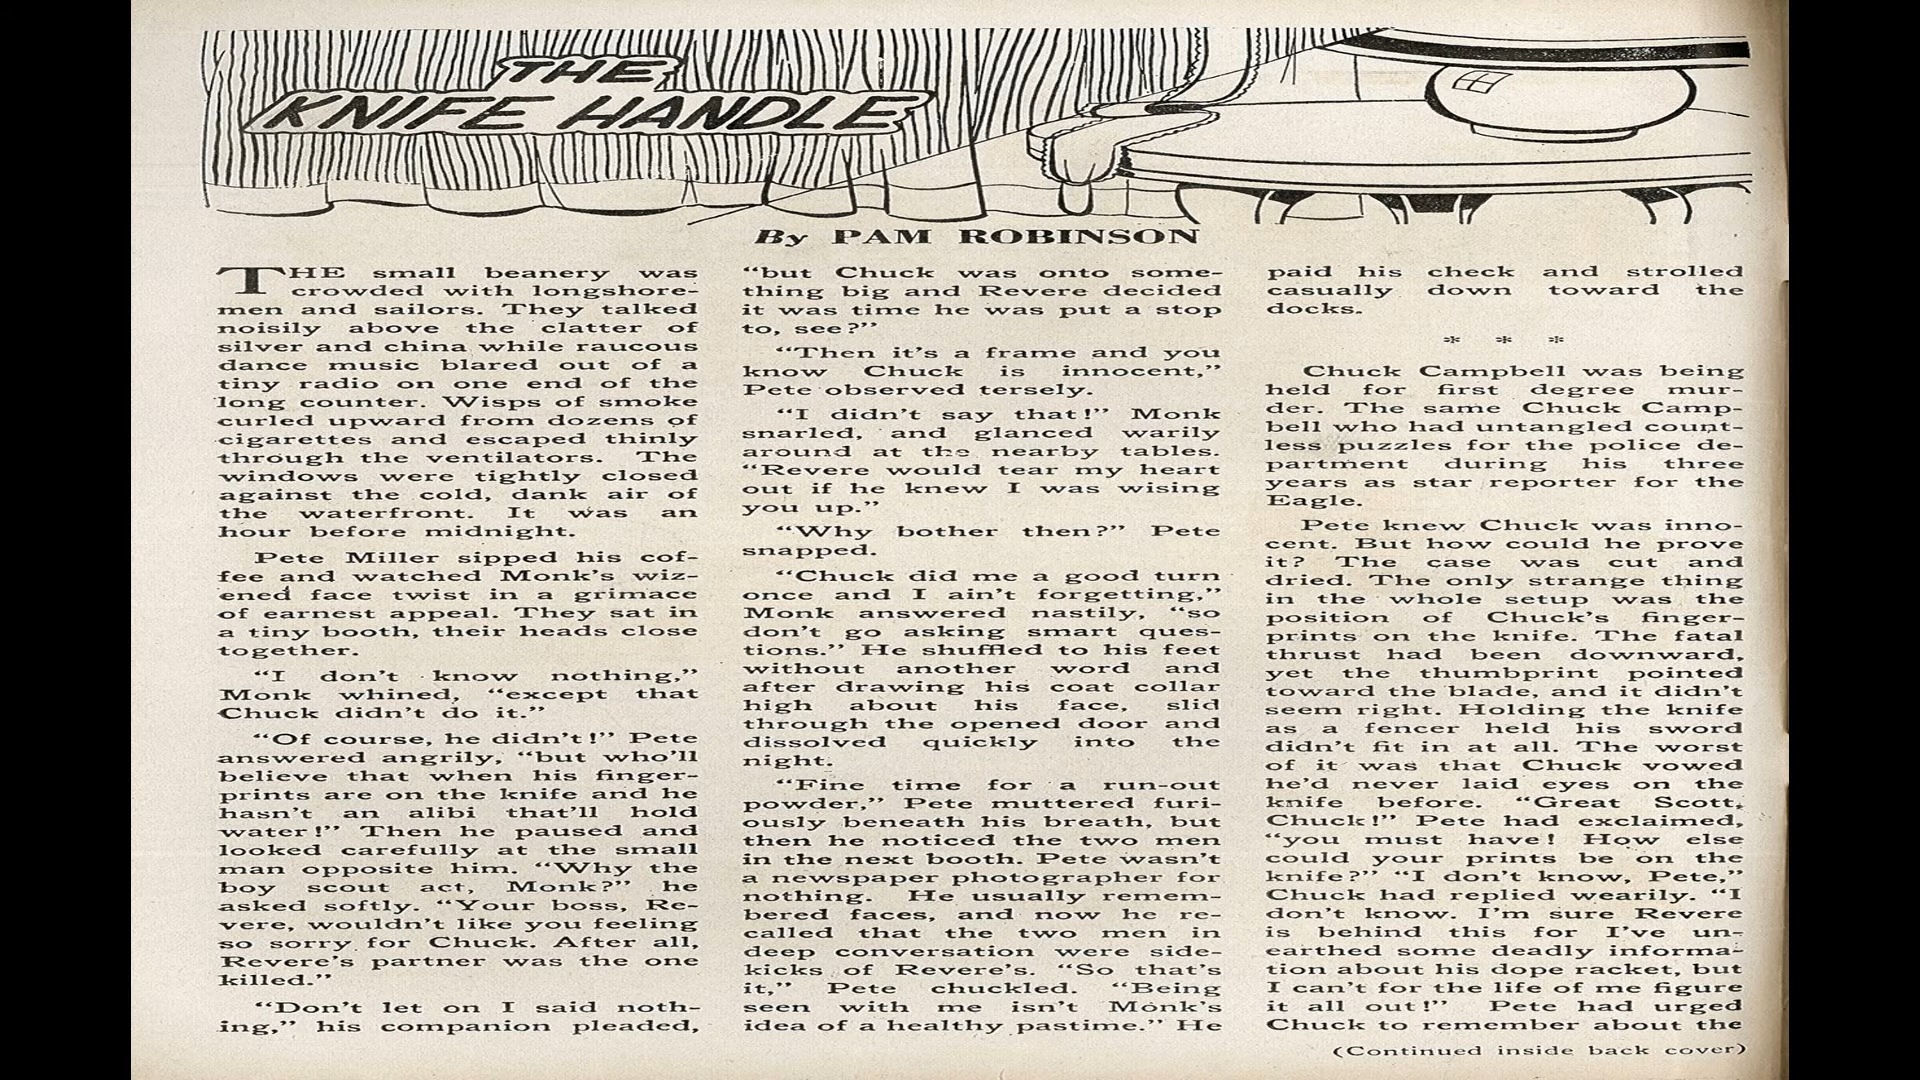 THE
KNIFE HANDLE
By PAM ROBINSON
THE small beanery was
crowded with longshore-
men and sailors. They talked
noisily above the clatter of
silver and china while raucous
dance music blared out of a
tiny radio on one end of the
long counter. Wisps of smoke
curled upward from dozens of
cigarettes and escaped thinly
through the ventilators. The
windows were tightly closed
against the cold, dank air of
the waterfront. It was an
hour before midnight.
Pete Miller sipped his cof-
fee and watched Monk's wiz-
ened face twist in a grimace
of earnest appeal. They sat in
a tiny booth, their heads close
together.
"I don't know nothing,"
Monk whined, "except that
Chuck didn't do it."
"Of course, he didn't!" Pete
answered angrily, "but who'll
believe that when his finger-
prints are on the knife and he
hasn't an alibi that'll hold
water!" Then he paused and
looked carefully at the small
man opposite him. "Why the
boy scout act, Monk?" he
asked softly. "Your boss, Re-
vere, wouldn't like you feeling
so sorry for Chuck. After all,
Revere's partner was the one
killed."
"Don't let on I said noth-
ing," his companion pleaded,
"but Chuck was onto some-
thing big and Revere decided
it was time he was put a stop
to, see?"
"Then it's a frame and you
know Chuck is innocent,"
Pete observed tersely.
"I didn't say that!" Monk
snarled, and glanced warily
around at the nearby tables.
"Revere would tear my heart
out if he knew I was wising
you up."
"Why bother then?" Pete
snapped.
"Chuck did me a good turn
once and I ain't forgetting,"
Monk answered nastily, "so
don't go asking smart ques-
tions." He shuffled to his feet
without another word and
after drawing his coat collar
high about his face, slid
through the opened door and
dissolved quickly into the
night.
"Fine time for a run-out
powder," Pete muttered furi-
ously beneath his breath, but
then he noticed the two men
in the next booth. Pete wasn't
a newspaper photographer for
nothing. He usually remem-
bered faces, and now he re-
called that the two men in
deep conversation were side-
kicks of Revere's. "So that's
it," Pete chuckled. "Being
seen with me isn't Monk's
idea of a healthy pastime." He
paid his check and strolled
casually down toward the
docks.
* * *
Chuck Campbell was being
held for first degree mur-
der. The same Chuck Camp-
bell who had untangled count-
less puzzles for the police de-
partment during his three
years as star reporter for the
Eagle.
Pete knew Chuck was inno-
cent. But how could he prove
it? The case was cut and
dried. The only strange thing
in the whole setup was the
position of Chuck's finger-
prints on the knife. The fatal
thrust had been downward,
yet the thumbprint pointed
toward the blade, and it didn't
seem right. Holding the knife
as a fencer held his sword
didn't fit in at all. The worst
of it was that Chuck vowed
he'd never laid eyes on the
knife before. "Great Scott,
Chuck!" Pete had exclaimed,
"you must have! How else
could your prints be on the
knife?" "I don't know, Pete,"
Chuck had replied wearily. "I
don't know. I'm sure Revere
is behind this for I've un-
earthed some deadly informa-
tion about his dope racket, but
I can't for the life of me figure
it all out!" Pete had urged
Chuck to remember about the
(Continued inside back cover)